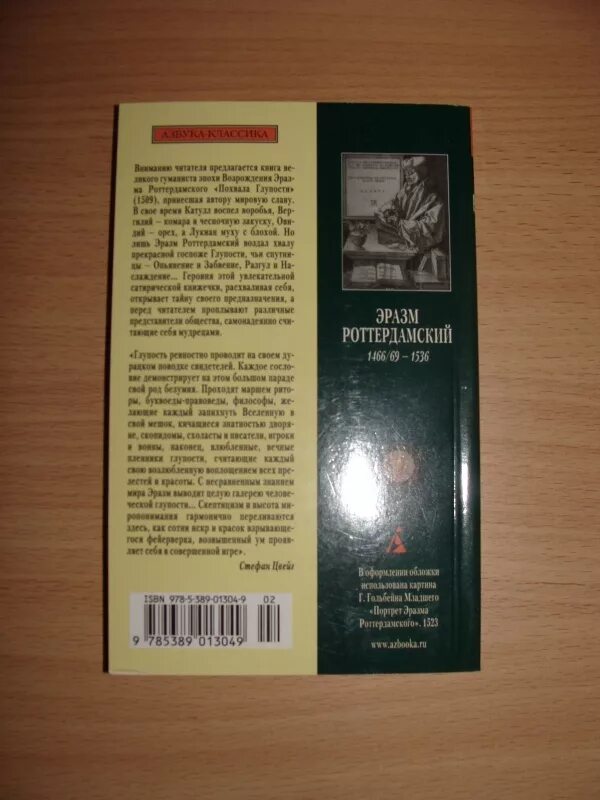 АЗБУКА-КЛАССИКА
Вниманию читателя предлагается книга ве-
ликого гуманиста эпохи Возрождения Эраз-
ма Роттердамского «Похвала Глупости»
(1509), принесшая автору мировую славу.
В свое время Катулл воспел воробья, Вер-
гилий – комара и чесночную закуску, Ови-
дий – орех, а Лукиан муху с блохой. Но
лишь Эразм Роттердамский воздал хвалу
прекрасной госпоже Глупости, чьи спутни-
цы – Опьянение и Забвение, Разгул и На-
слаждение... Героиня этой увлекательной
сатирической книжечки, расхваливая себя,
открывает тайну своего предназначения, а
перед читателем проплывают различные
представители общества, самонадеянно счи-
тающие себя мудрецами.
«Глупость ревностно проводит на своем ду-
рацком поводке свидетелей. Каждое сосло-
вие демонстрирует на этом большом параде
свой род безумия. Проходят маршем рито-
ры, буквоеды-правоведы, философы, же-
лающие каждый запихнуть Вселенную в
свой мешок, кичащиеся знатностью дворя-
не, скопидомы, схоласты и писатели, игроки
и воины, наконец, влюбленные, вечные
пленники глупости, считающие каждый
свою возлюбленную воплощением всех пре-
лестей и красоты. С несравненным знанием
мира Эразм выводит целую галерею челове-
ческой глупости... Скептицизм и высота ми-
ропонимания гармонично переливаются
здесь, как сотни искр и красок взрывающе-
гося фейерверка, возвышенный ум прояв-
ляет себя в совершенной игре».
Стефан Цвейг
ISBN 978-5-389-01304-9
02
9 785389 013049
ЭРАЗМ
РОТТЕРДАМСКИЙ
1466/69 – 1536
В оформлении обложки
использована картина
Г. Гольбейна Младшего
«Портрет Эразма
Роттердамского». 1523
www.azbooka.ru